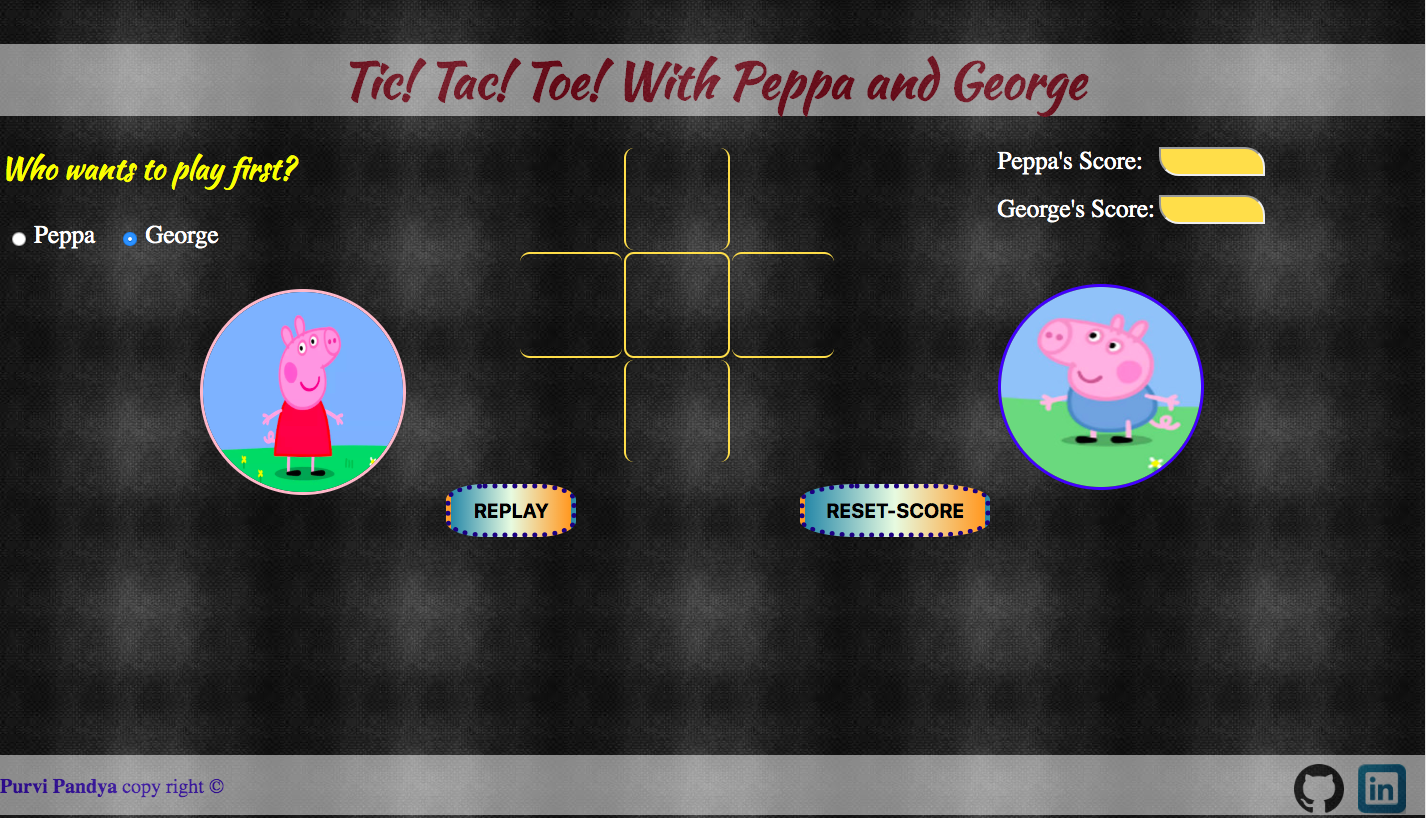 Tic! Tac! Toe! With Peppa and George
Who wants to play first?
Peppa George
Peppa's Score:
George's Score:
REPLAY RESET-SCORE
Purvi Pandya copy right ©
in